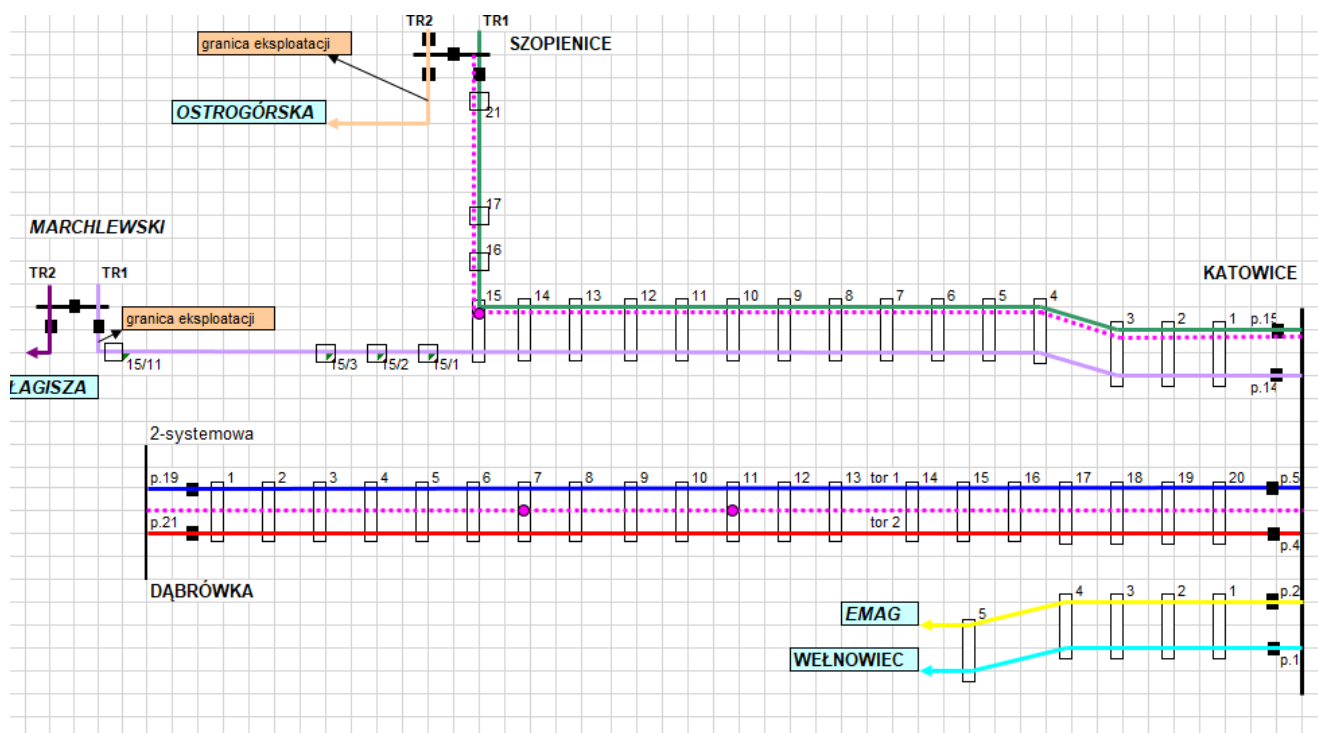 TR2 TR1
granica eksploatacji
SZOPIENICE
OSTROGÓRSKA
21
17
MARCHLEWSKI
16
TR2 TR1
KATOWICE
15 14 13 12 11 10 9 8 7 6 5 4
granica eksploatacji
3 2 1 p.15
15/11 15/3 15/2 15/1
ŁAGISZA
p.14
2-systemowa
p.19 1 2 3 4 5 6 7 8 9 10 11 12 13 tor 1 14 15 16 17 18 19 20 p.5
p.21 tor 2
p.4
DĄBRÓWKA
4 3 2 1 p.2
EMAG 5
WEŁNOWIEC p.1